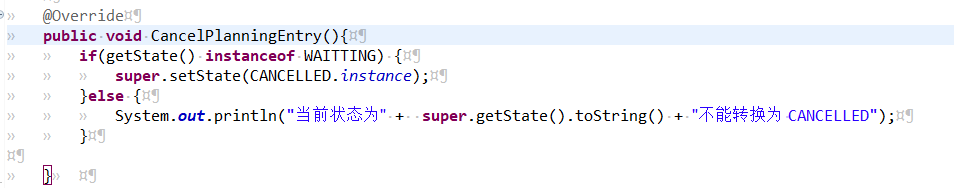 @Override
public void CancelPlanningEntry(){
if(getState() instanceof WAITTING) {
super.setState(CANCELLED.instance);
}else {
System.out.println("当前状态为" + super.getState().toString() + "不能转换为 CANCELLED");
}
}